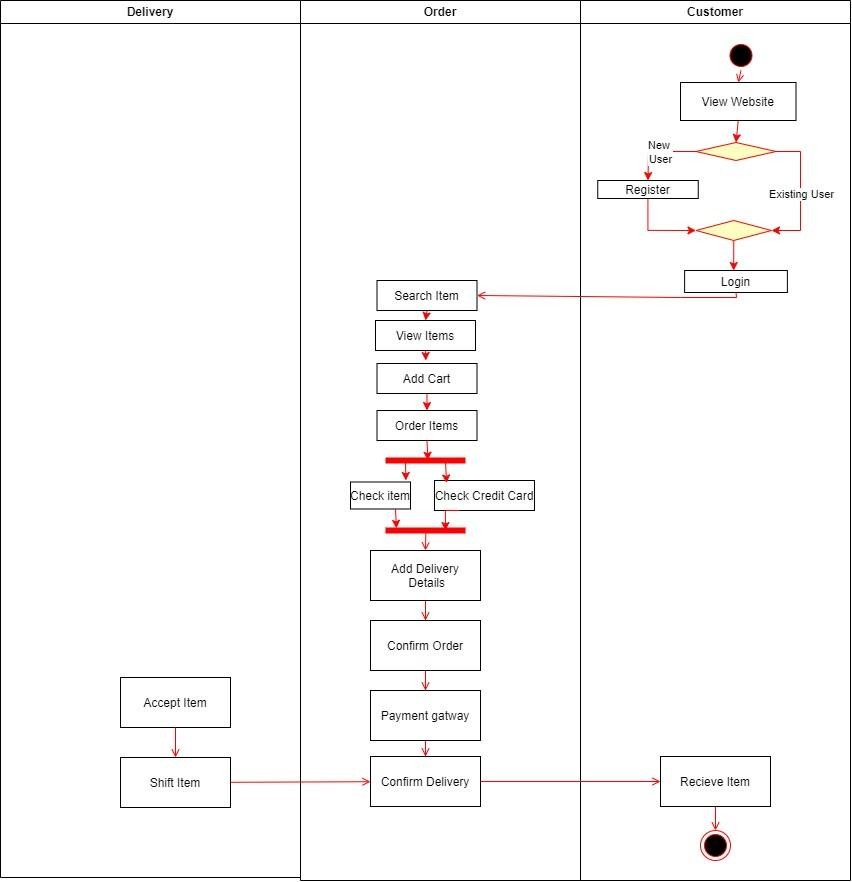 Delivery
Order
Customer
View Website
New
User
Register
Existing User
Login
Search Item
View Items
Add Cart
Order Items
Check item
Check Credit Card
Add Delivery
Details
Confirm Order
Accept Item
Payment gatway
Shift Item
Confirm Delivery
Recieve Item